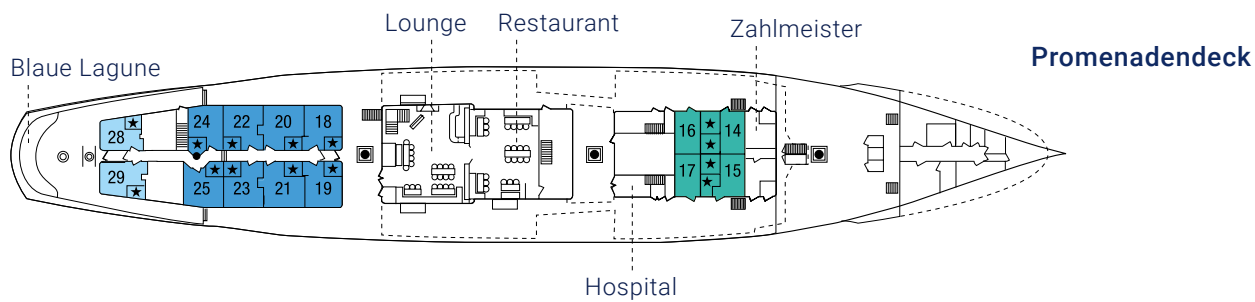 Lounge
Restaurant
Zahlmeister
Promenadendeck
Blaue Lagune
28
24
22
20
18
16
14
29
25
23
21
19
17
15
Hospital